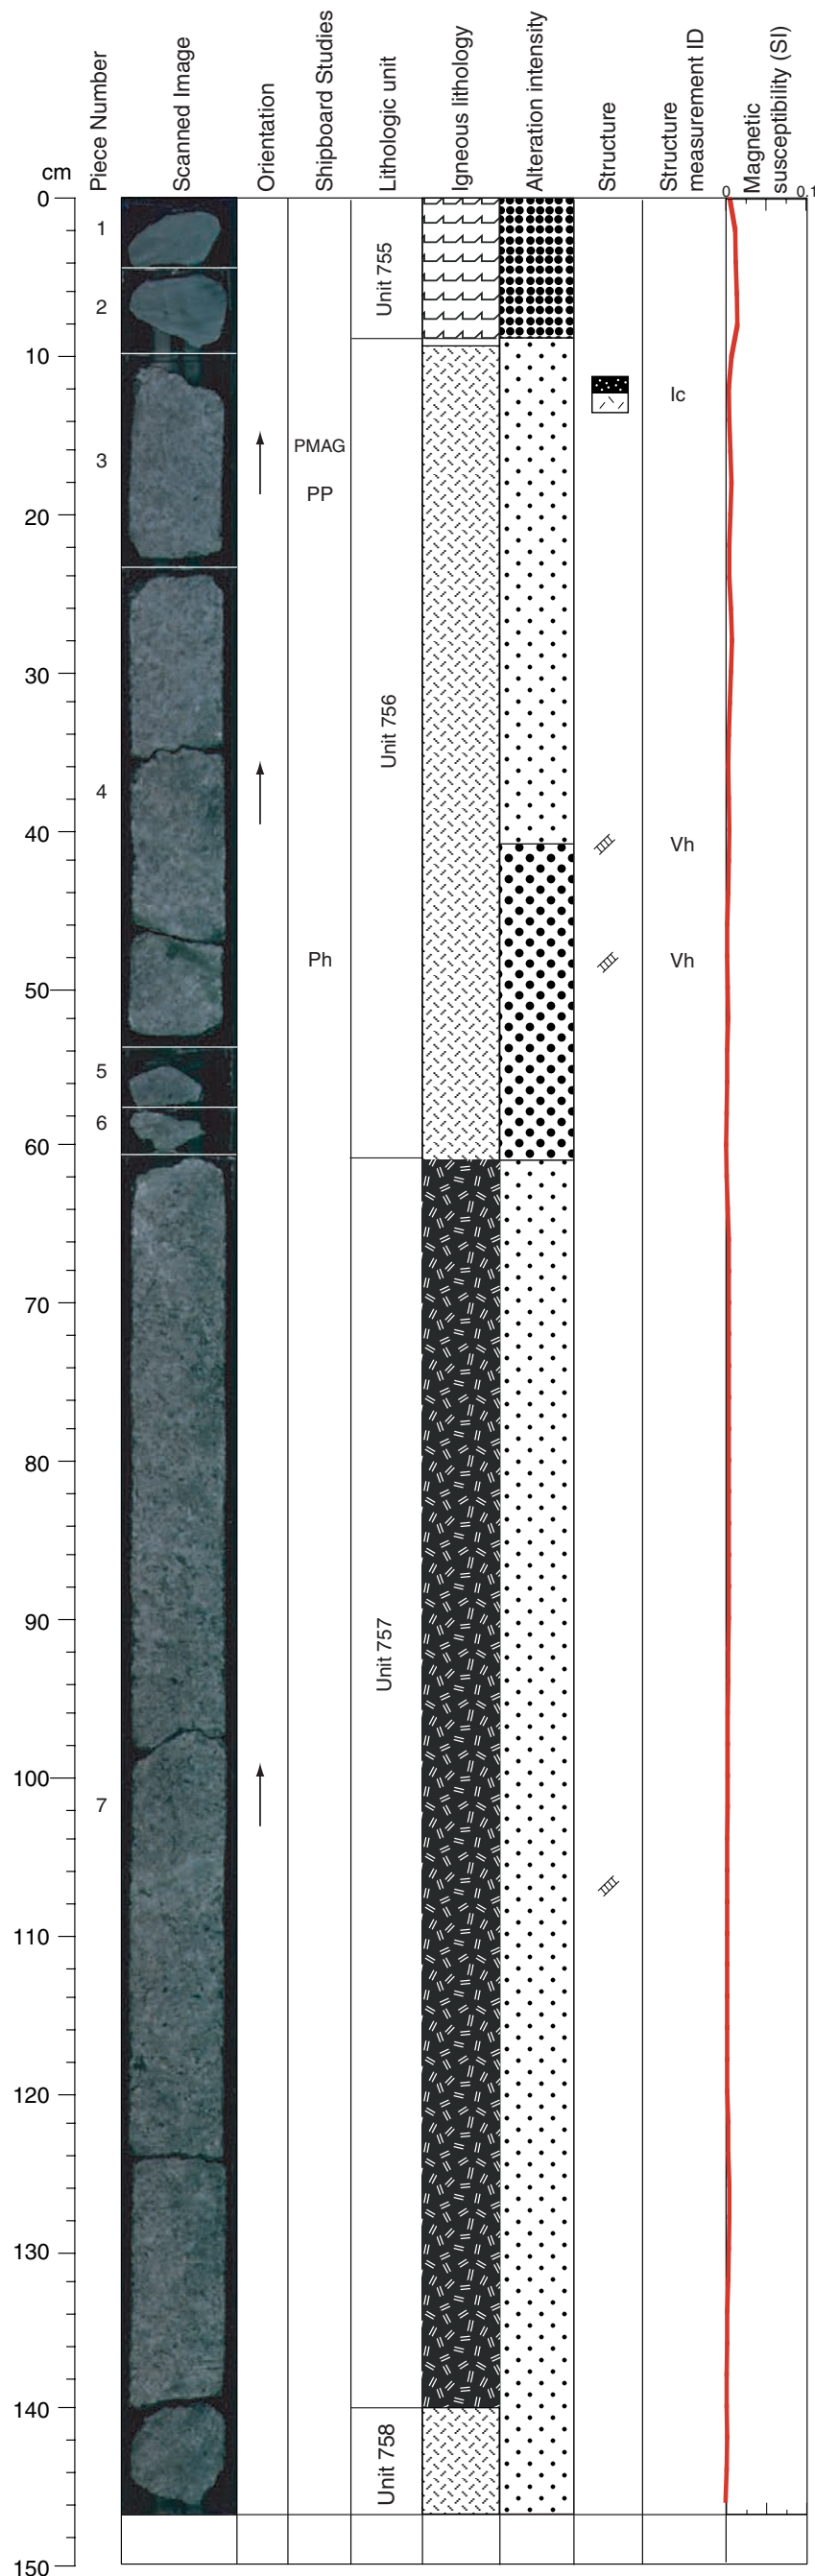 cm
Piece Number
Scanned Image
Orientation
Shipboard Studies
Lithologic unit
Igneous lithology
Alteration intensity
Structure
Structure
measurement ID
Magnetic
susceptibility (SI)
0 0.1
0
1
Unit 755
2
10
Ic
PMAG
3
PP
20
30
Unit 756
4
40
Vh
Ph
Vh
50
5
6
60
70
80
90
Unit 757
100
7
110
120
130
140
Unit 758
150